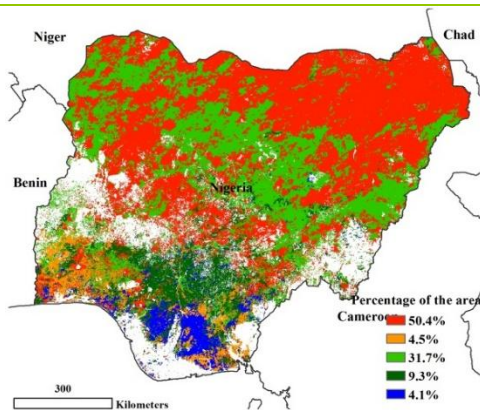 Niger
Chad
Benin
Nigeria
Percentage of the area
Cameroon
50.4%
4.5%
31.7%
9.3%
4.1%
300
Kilometers